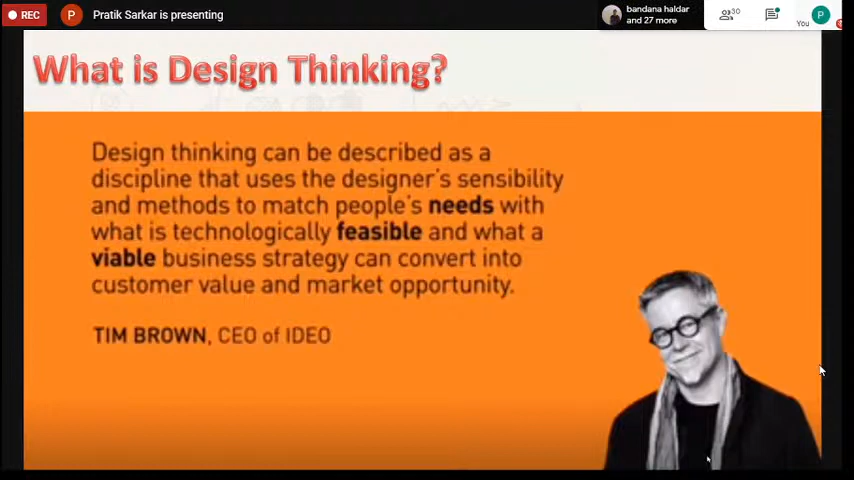 REC
P
Pratik Sarkar is presenting
bandana haldar
and 27 more
30
You
P
What is Design Thinking?
Design thinking can be described as a
discipline that uses the designer's sensibility
and methods to match people's needs with
what is technologically feasible and what a
viable business strategy can convert into
customer value and market opportunity.
TIM BROWN, CEO of IDEO